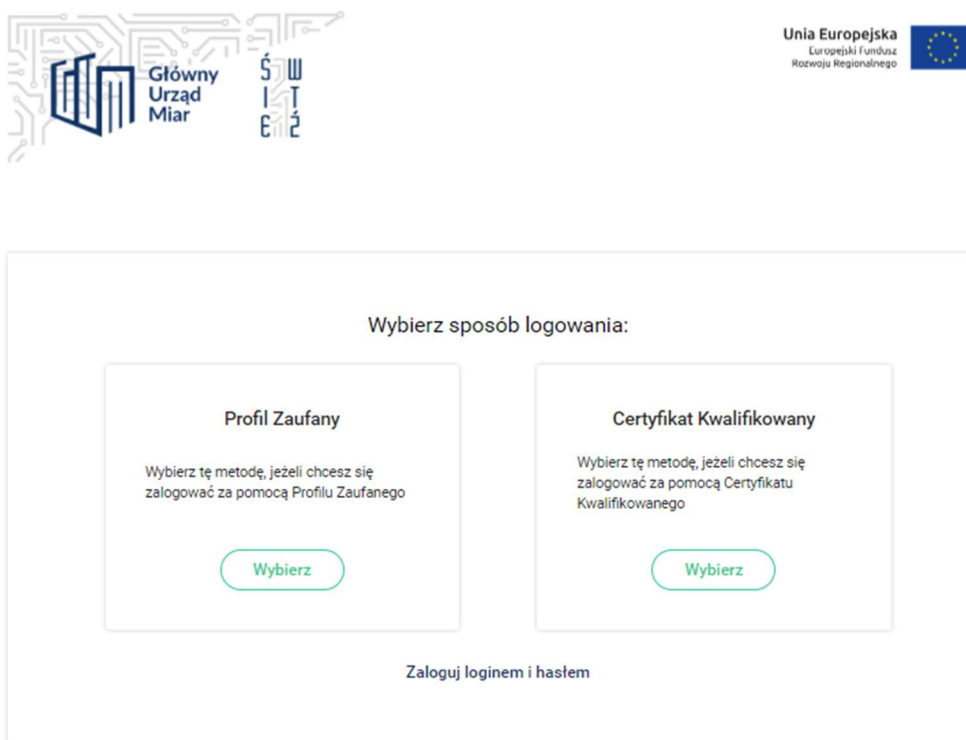 Główny
Urząd
Miar
Ś W
I T
E Ź
Unia Europejska
Europejski Fundusz
Rozwoju Regionalnego
Wybierz sposób logowania:
Profil Zaufany
Wybierz tę metodę, jeżeli chcesz się
zalogować za pomocą Profilu Zaufanego
Wybierz
Certyfikat Kwalifikowany
Wybierz tę metodę, jeżeli chcesz się
zalogować za pomocą Certyfikatu
Kwalifikowanego
Wybierz
Zaloguj loginem i hasłem